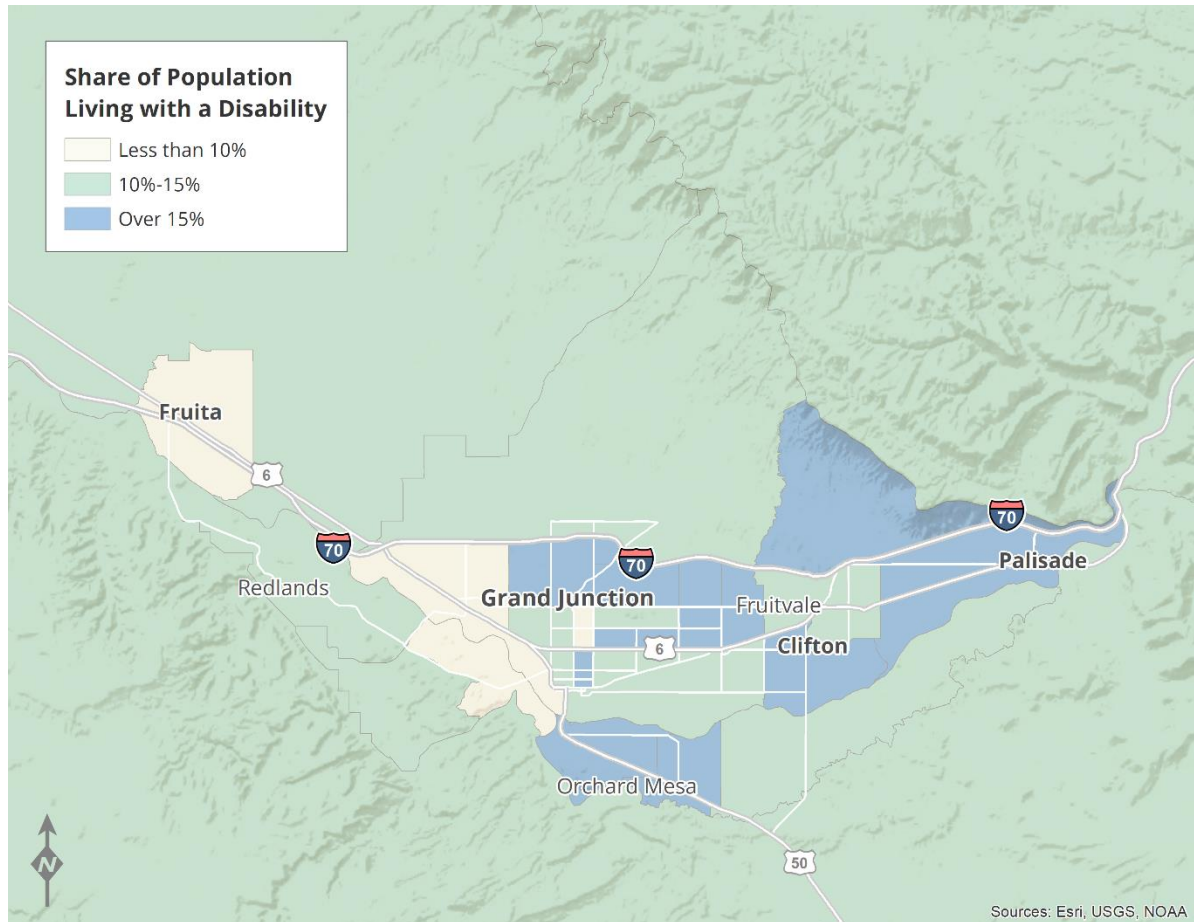 Share of Population
Living with a Disability
Less than 10%
10%-15%
Over 15%
Fruita
6
70
Redlands
70
70
Palisade
Grand Junction
Fruitvale
6
Clifton
Orchard Mesa
50
N
Sources: Esri, USGS, NOAA